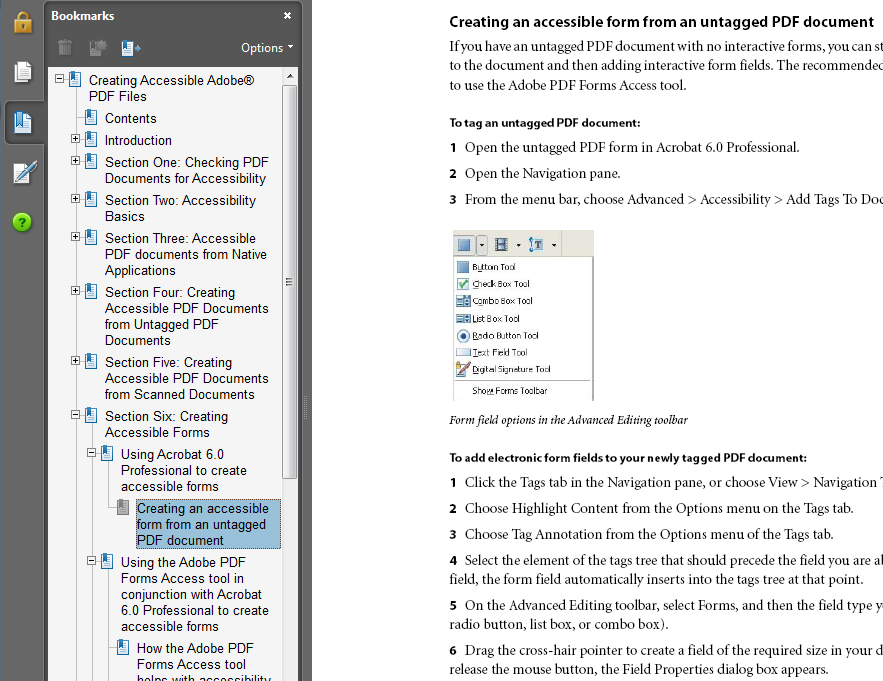 Bookmarks
Options
Creating Accessible Adobe®
PDF Files
Contents
Introduction
Section One: Checking PDF
Documents for Accessibility
Section Two: Accessibility
Basics
Section Three: Accessible
PDF documents from Native
Applications
Section Four: Creating
Accessible PDF Documents
from Untagged PDF
Documents
Section Five: Creating
Accessible PDF Documents
from Scanned Documents
Section Six: Creating
Accessible Forms
Using Acrobat 6.0
Professional to create
accessible forms
Creating an accessible
form from an untagged
PDF document
Using the Adobe PDF
Forms Access tool in
conjunction with Acrobat
6.0 Professional to create
accessible forms
How the Adobe PDF
Forms Access tool
helps with accessibility
Creating an accessible form from an untagged PDF document
If you have an untagged PDF document with no interactive forms, you can st
to the document and then adding interactive form fields. The recommended
to use the Adobe PDF Forms Access tool.
To tag an untagged PDF document:
1 Open the untagged PDF form in Acrobat 6.0 Professional.
2 Open the Navigation pane.
3 From the menu bar, choose Advanced > Accessibility > Add Tags To Doc
Button Tool
Check Box Tool
Combo Box Tool
List Box Tool
Radio Button Tool
Text Field Tool
Digital Signature Tool
Show Forms Toolbar
Form field options in the Advanced Editing toolbar
To add electronic form fields to your newly tagged PDF document:
1 Click the Tags tab in the Navigation pane, or choose View > Navigation T
2 Choose Highlight Content from the Options menu on the Tags tab.
3 Choose Tag Annotation from the Options menu of the Tags tab.
4 Select the element of the tags tree that should precede the field you are al
field, the form field automatically inserts into the tags tree at that point.
5 On the Advanced Editing toolbar, select Forms, and then the field type y
radio button, list box, or combo box).
6 Drag the cross-hair pointer to create a field of the required size in your d
release the mouse button, the Field Properties dialog box appears.